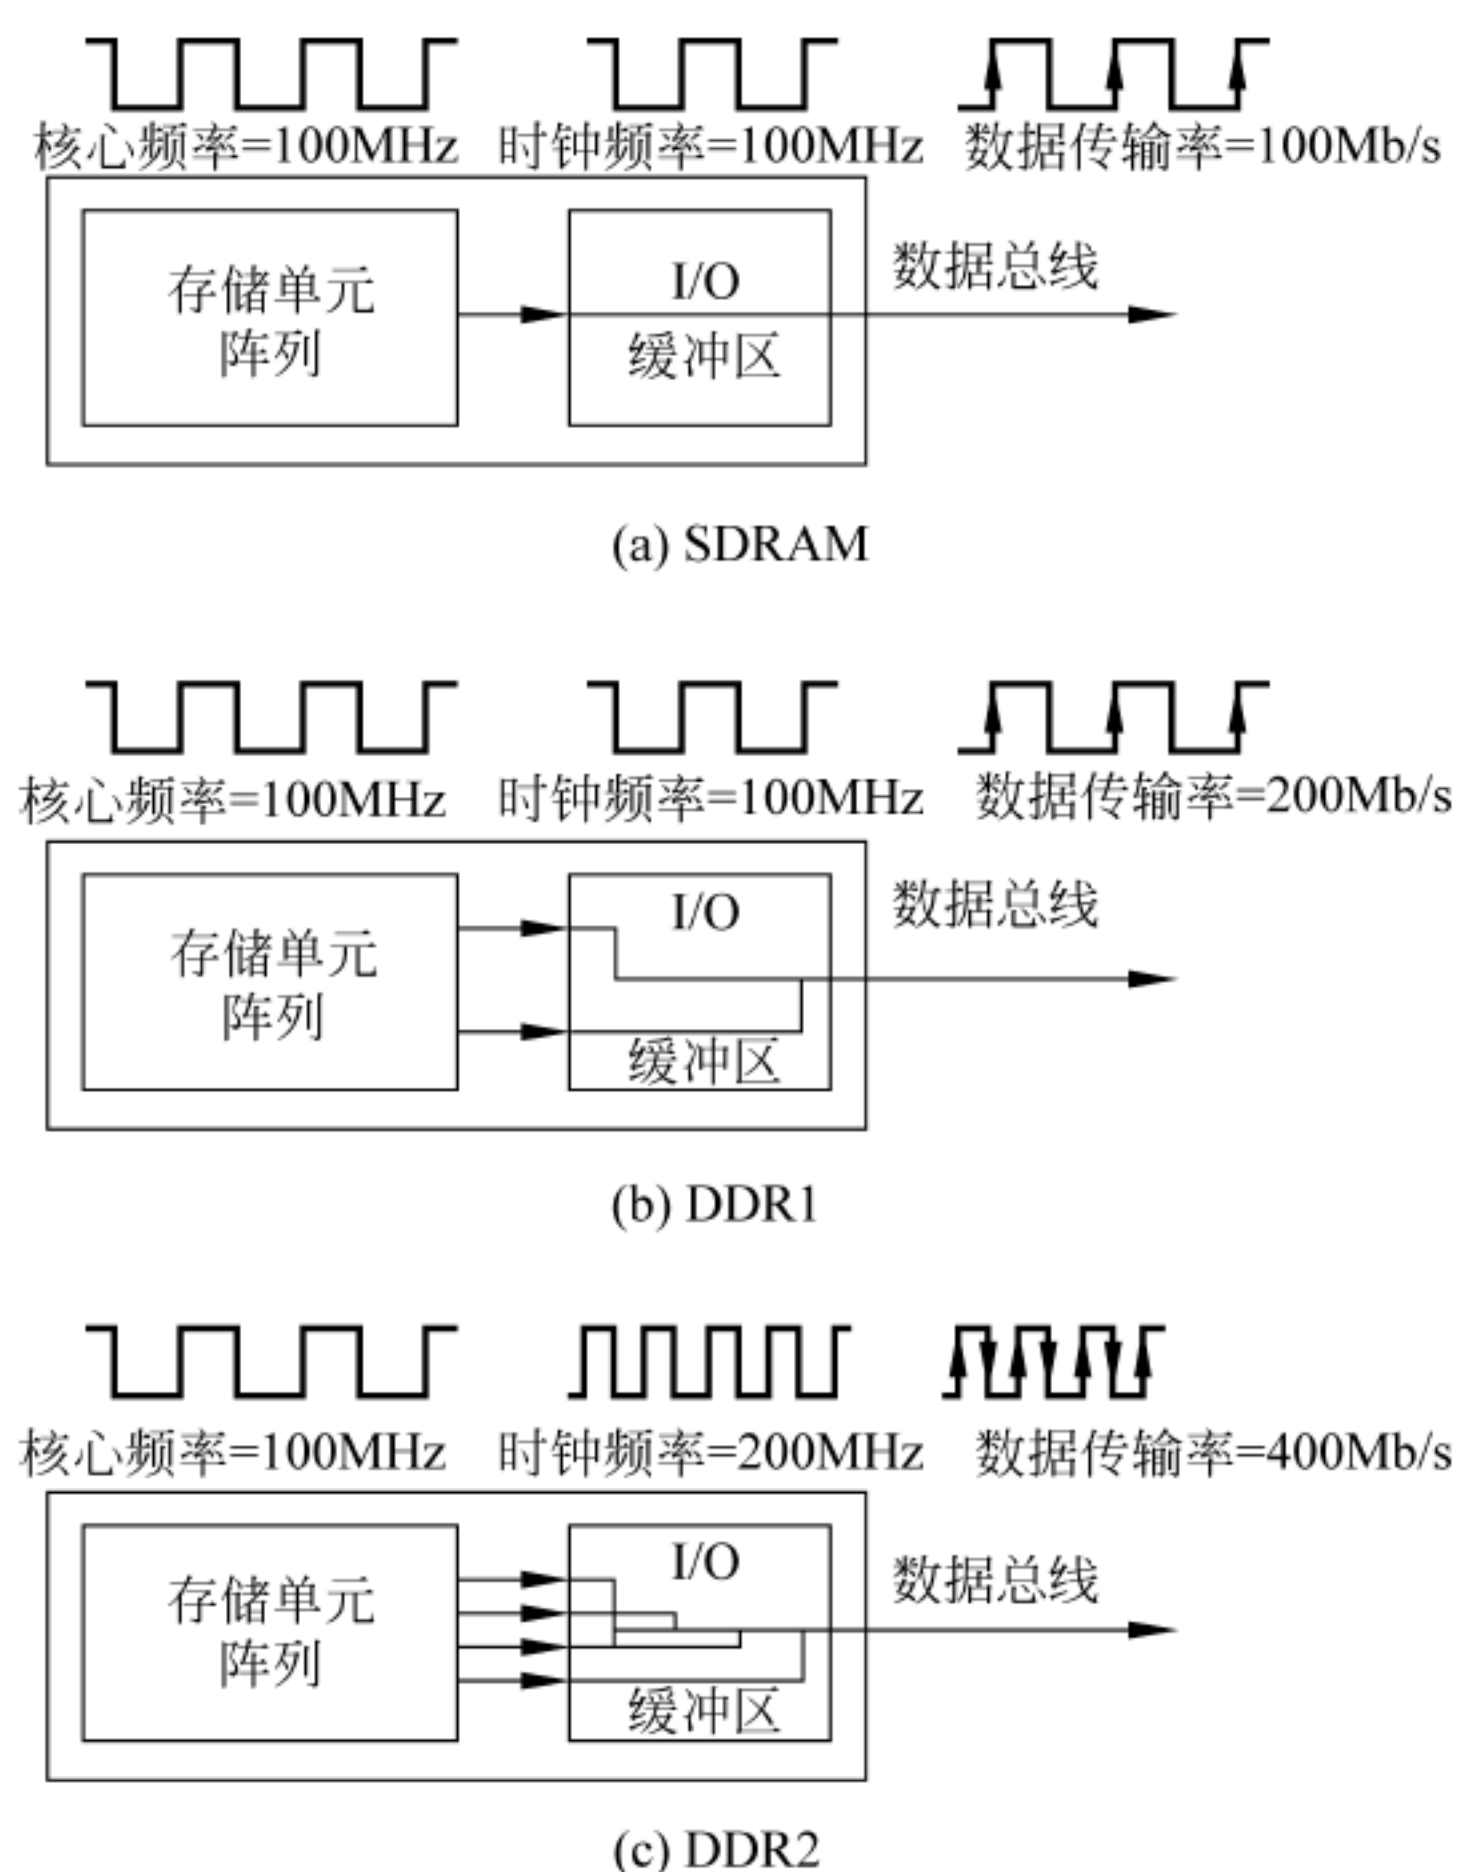 核心频率=100MHz 时钟频率=100MHz 数据传输率=100Mb/s
存储单元
阵列
I/O
缓冲区
数据总线
(a) SDRAM
核心频率=100MHz 时钟频率=100MHz 数据传输率=200Mb/s
存储单元
阵列
I/O
缓冲区
数据总线
(b) DDR1
核心频率=100MHz 时钟频率=200MHz 数据传输率=400Mb/s
存储单元
阵列
I/O
缓冲区
数据总线
(c) DDR2